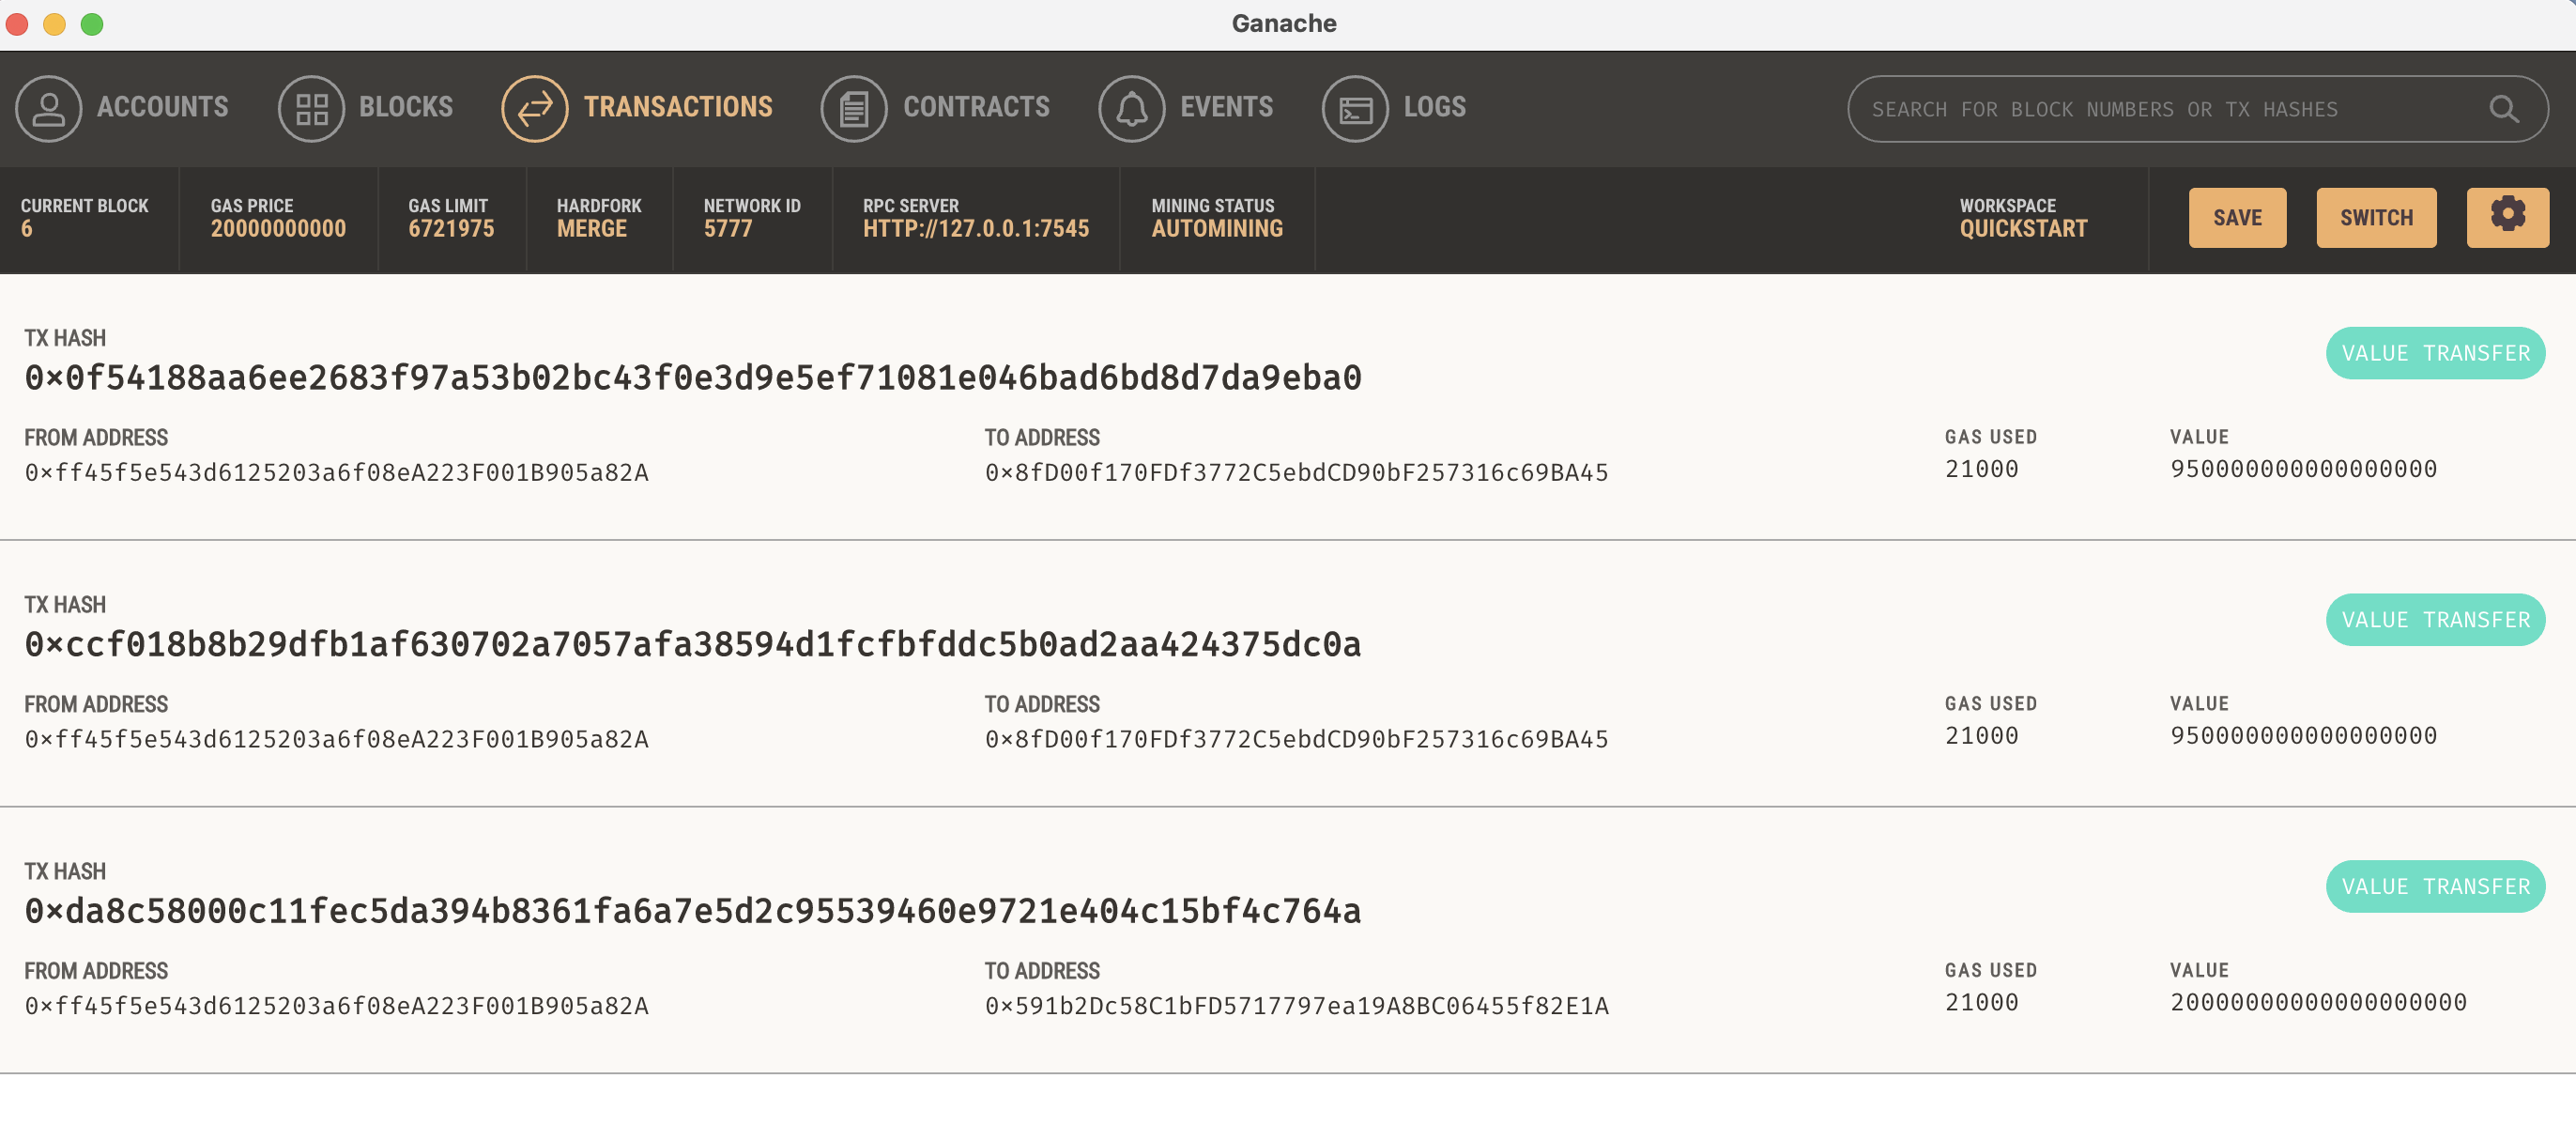 Ganache
ACCOUNTS
BLOCKS
TRANSACTIONS
CONTRACTS
EVENTS
LOGS
SEARCH FOR BLOCK NUMBERS OR TX HASHES
CURRENT BLOCK
6
GAS PRICE
20000000000
GAS LIMIT
6721975
HARDFORK
MERGE
NETWORK ID
5777
RPC SERVER
HTTP://127.0.0.1:7545
MINING STATUS
AUTOMINING
WORKSPACE
QUICKSTART
SAVE
SWITCH
TX HASH
0x0f54188aa6ee2683f97a53b02bc43f0e3d9e5ef71081e046bad6bd8d7da9eba0
VALUE TRANSFER
FROM ADDRESS
0xff45f5e543d6125203a6f08eA223F001B905a82A
TO ADDRESS
0x8fD00f170FDf3772C5ebdCD90bF257316c69BA45
GAS USED
21000
VALUE
950000000000000000
TX HASH
0xccf018b8b29dfb1af630702a7057afa38594d1fcfbfddc5b0ad2aa424375dc0a
VALUE TRANSFER
FROM ADDRESS
0xff45f5e543d6125203a6f08eA223F001B905a82A
TO ADDRESS
0x8fD00f170FDf3772C5ebdCD90bF257316c69BA45
GAS USED
21000
VALUE
950000000000000000
TX HASH
0xda8c58000c11fec5da394b8361fa6a7e5d2c95539460e9721e404c15bf4c764a
VALUE TRANSFER
FROM ADDRESS
0xff45f5e543d6125203a6f08eA223F001B905a82A
TO ADDRESS
0x591b2Dc58C1bFD5717797ea19A8BC06455f82E1A
GAS USED
21000
VALUE
20000000000000000000